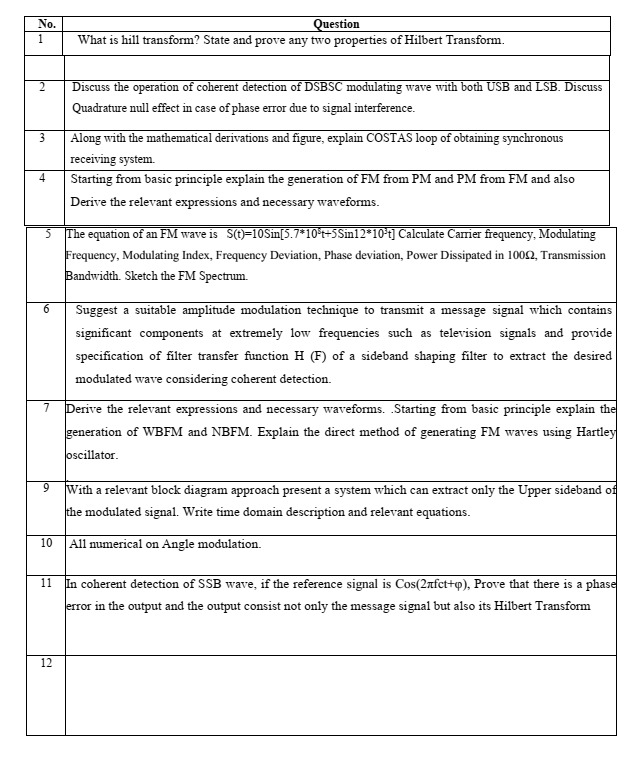 No. Question
1 What is hill transform? State and prove any two properties of Hilbert Transform.
2 Discuss the operation of coherent detection of DSBSC modulating wave with both USB and LSB. Discuss
Quadrature null effect in case of phase error due to signal interference.
3 Along with the mathematical derivations and figure, explain COSTAS loop of obtaining synchronous
receiving system.
4 Starting from basic principle explain the generation of FM from PM and PM from FM and also
Derive the relevant expressions and necessary waveforms.
5 The equation of an FM wave is S(t)=10Sin[5.7*10⁸t+5Sin12*10³t] Calculate Carrier frequency, Modulating
Frequency, Modulating Index, Frequency Deviation, Phase deviation, Power Dissipated in 100Ω, Transmission
Bandwidth. Sketch the FM Spectrum.
6 Suggest a suitable amplitude modulation technique to transmit a message signal which contains
significant components at extremely low frequencies such as television signals and provide
specification of filter transfer function H (F) of a sideband shaping filter to extract the desired
modulated wave considering coherent detection.
7 Derive the relevant expressions and necessary waveforms. .Starting from basic principle explain the
generation of WBFM and NBFM. Explain the direct method of generating FM waves using Hartley
oscillator.
9 With a relevant block diagram approach present a system which can extract only the Upper sideband of
the modulated signal. Write time domain description and relevant equations.
10 All numerical on Angle modulation.
11 In coherent detection of SSB wave, if the reference signal is Cos(2πfct+φ), Prove that there is a phase
error in the output and the output consist not only the message signal but also its Hilbert Transform
12